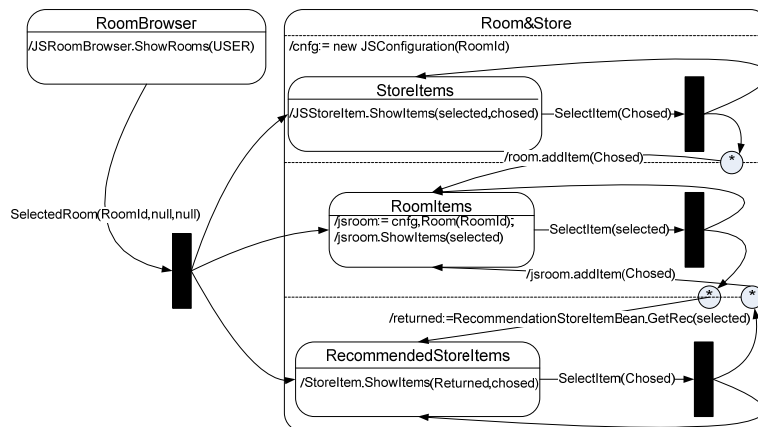 RoomBrowser
/JSRoomBrowser.ShowRooms(USER)
Room&Store
/cnfg:= new JSConfiguration(RoomId)
StoreItems
/JSStoreItem.ShowItems(selected,chosed)
SelectItem(Chosed)
*
/room.addItem(Chosed)
SelectedRoom(RoomId,null,null)
RoomItems
/jsroom:= cnfg,Room(RoomId);
/jsroom.ShowItems(selected)
SelectItem(selected)
/jsroom.addItem(Chosed)
*
*
/returned:=RecommendationStoreItemBean.GetRec(selected)
RecommendedStoreItems
/StoreItem.ShowItems(Returned,chosed)
SelectItem(Chosed)